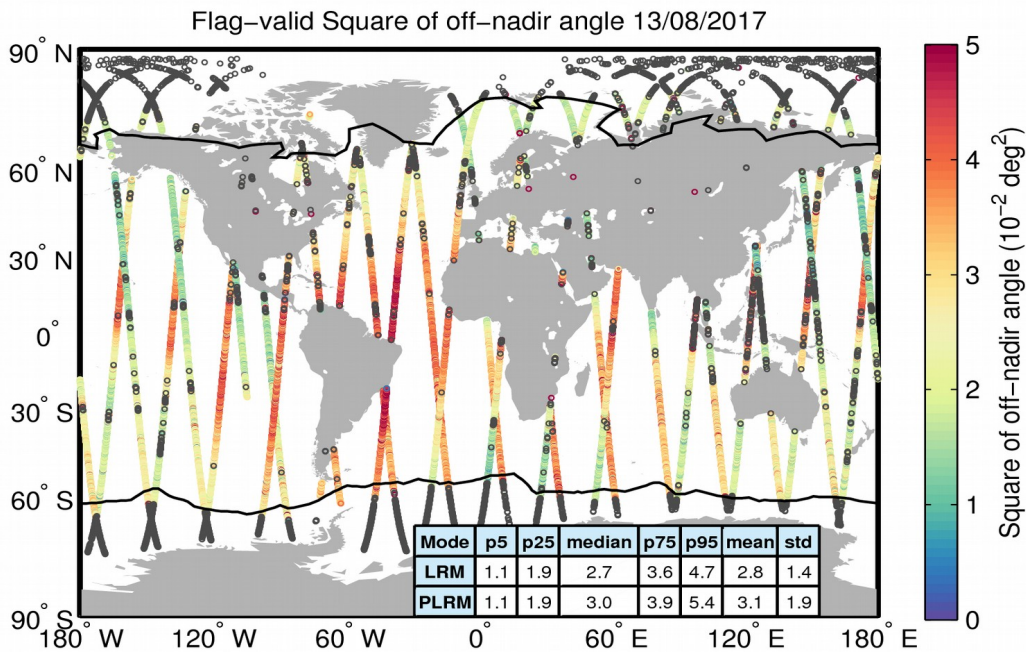 Flag-valid Square of off-nadir angle 13/08/2017
90° N
60° N
30° N
0°
30° S
60° S
90° S
180° W
120° W
60° W
0°
60° E
120° E
180° E
Mode p5 p25 median p75 p95 mean std
LRM 1.1 1.9 2.7 3.6 4.7 2.8 1.4
PLRM 1.1 1.9 3.0 3.9 5.4 3.1 1.9
5
4
3
2
1
0
Square of off-nadir angle (10⁻² deg²)